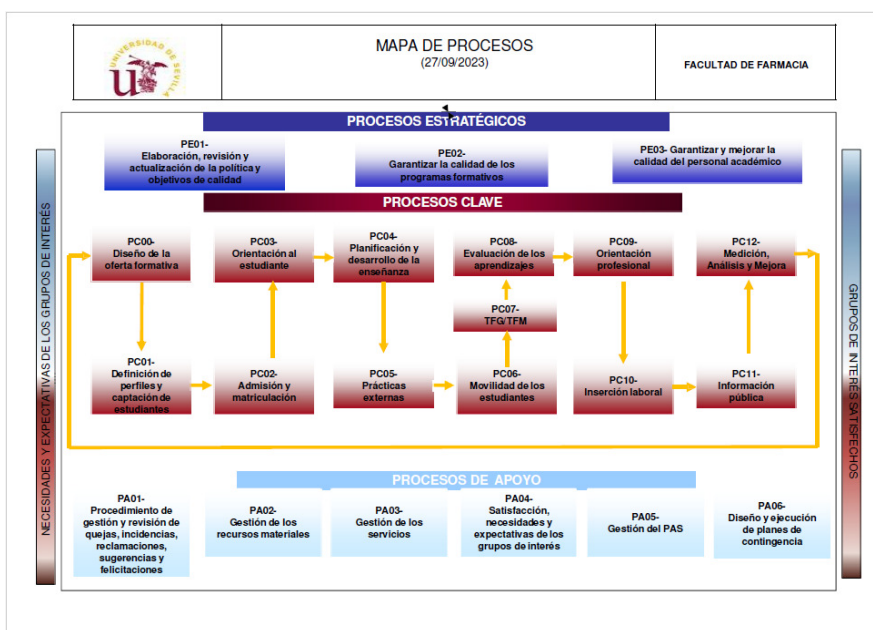 UNIVERSIDAD DE SEVILLA
MAPA DE PROCESOS
(27/09/2023)
FACULTAD DE FARMACIA
NECESIDADES Y EXPECTATIVAS DE LOS GRUPOS DE INTERÉS
GRUPOS DE INTERÉS SATISFECHOS
PROCESOS ESTRATÉGICOS
PE01-
Elaboración, revisión y
actualización de la política y
objetivos de calidad
PE02-
Garantizar la calidad de los
programas formativos
PE03- Garantizar y mejorar la
calidad del personal académico
PROCESOS CLAVE
PC00-
Diseño de la
oferta formativa
PC03-
Orientación al
estudiante
PC04-
Planificación y
desarrollo de la
enseñanza
PC08-
Evaluación de los
aprendizajes
PC09-
Orientación
profesional
PC12-
Medición,
Análisis y Mejora
PC07-
TFG/TFM
PC01-
Definición de
perfiles y
captación de
estudiantes
PC02-
Admisión y
matriculación
PC05-
Prácticas
externas
PC06-
Movilidad de los
estudiantes
PC10-
Inserción laboral
PC11-
Información
pública
PROCESOS DE APOYO
PA01-
Procedimiento de
gestión y revisión de
quejas, incidencias,
reclamaciones,
sugerencias y
felicitaciones
PA02-
Gestión de los
recursos materiales
PA03-
Gestión de los
servicios
PA04-
Satisfacción,
necesidades y
expectativas de los
grupos de interés
PA05-
Gestión del PAS
PA06-
Diseño y ejecución
de planes de
contingencia